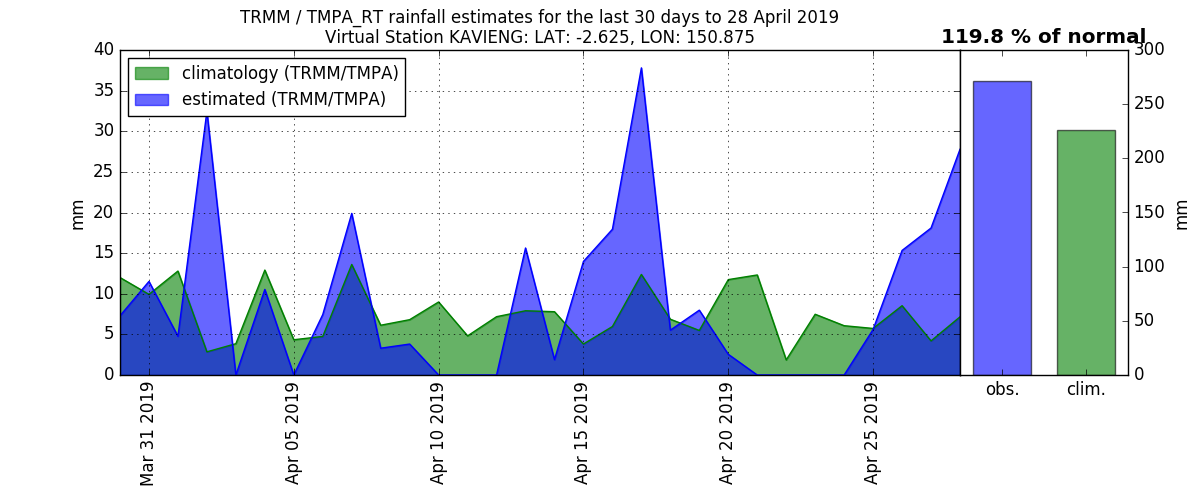 TRMM / TMPA_RT rainfall estimates for the last 30 days to 28 April 2019
Virtual Station KAVIENG: LAT: -2.625, LON: 150.875
119.8 % of normal
climatology (TRMM/TMPA)
estimated (TRMM/TMPA)
mm
40
35
30
25
20
15
10
5
0
Mar 31 2019
Apr 05 2019
Apr 10 2019
Apr 15 2019
Apr 20 2019
Apr 25 2019
obs.
clim.
300
250
200
150
100
50
0
mm